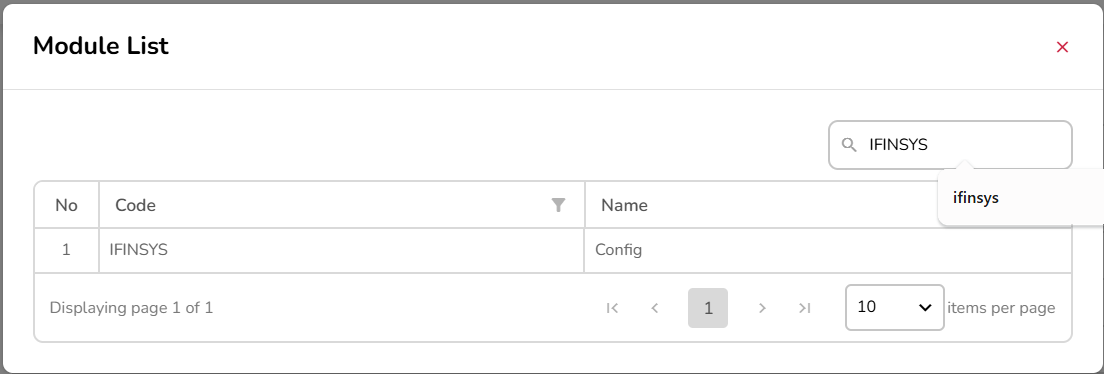 Module List
IFINSYS
ifinsys
No Code Name
1 IFINSYS Config
Displaying page 1 of 1 1 10 items per page